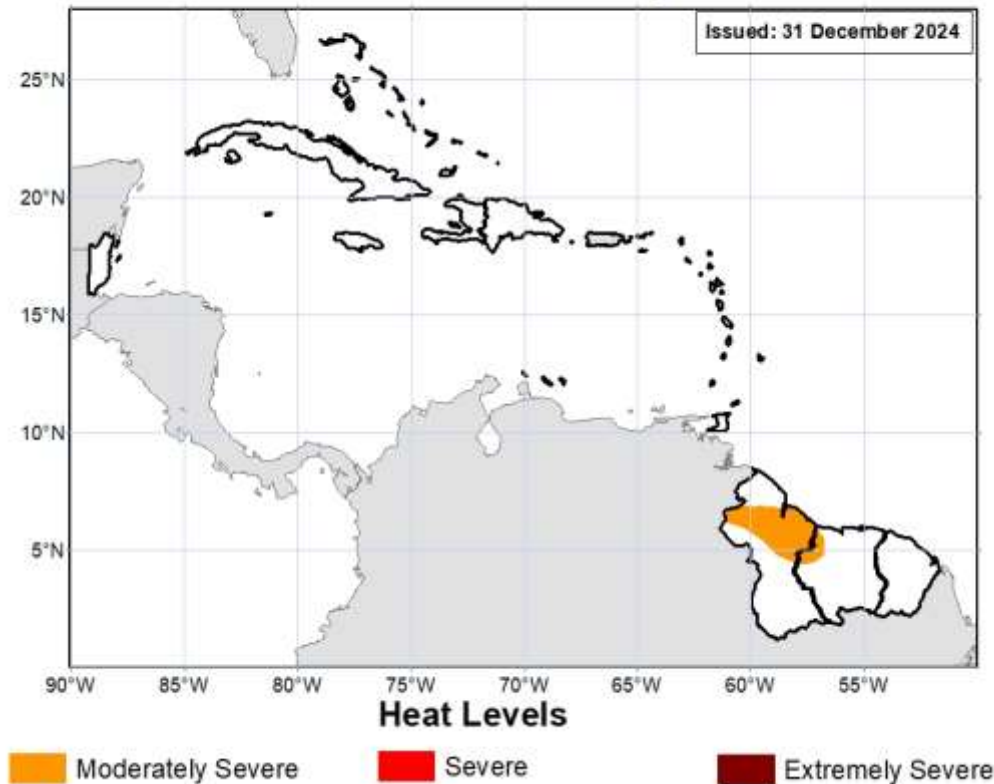 Issued: 31 December 2024
25°N
20°N
15°N
10°N
5°N
90°W 85°W 80°W 75°W 70°W 65°W 60°W 55°W
Heat Levels
Moderately Severe Severe Extremely Severe